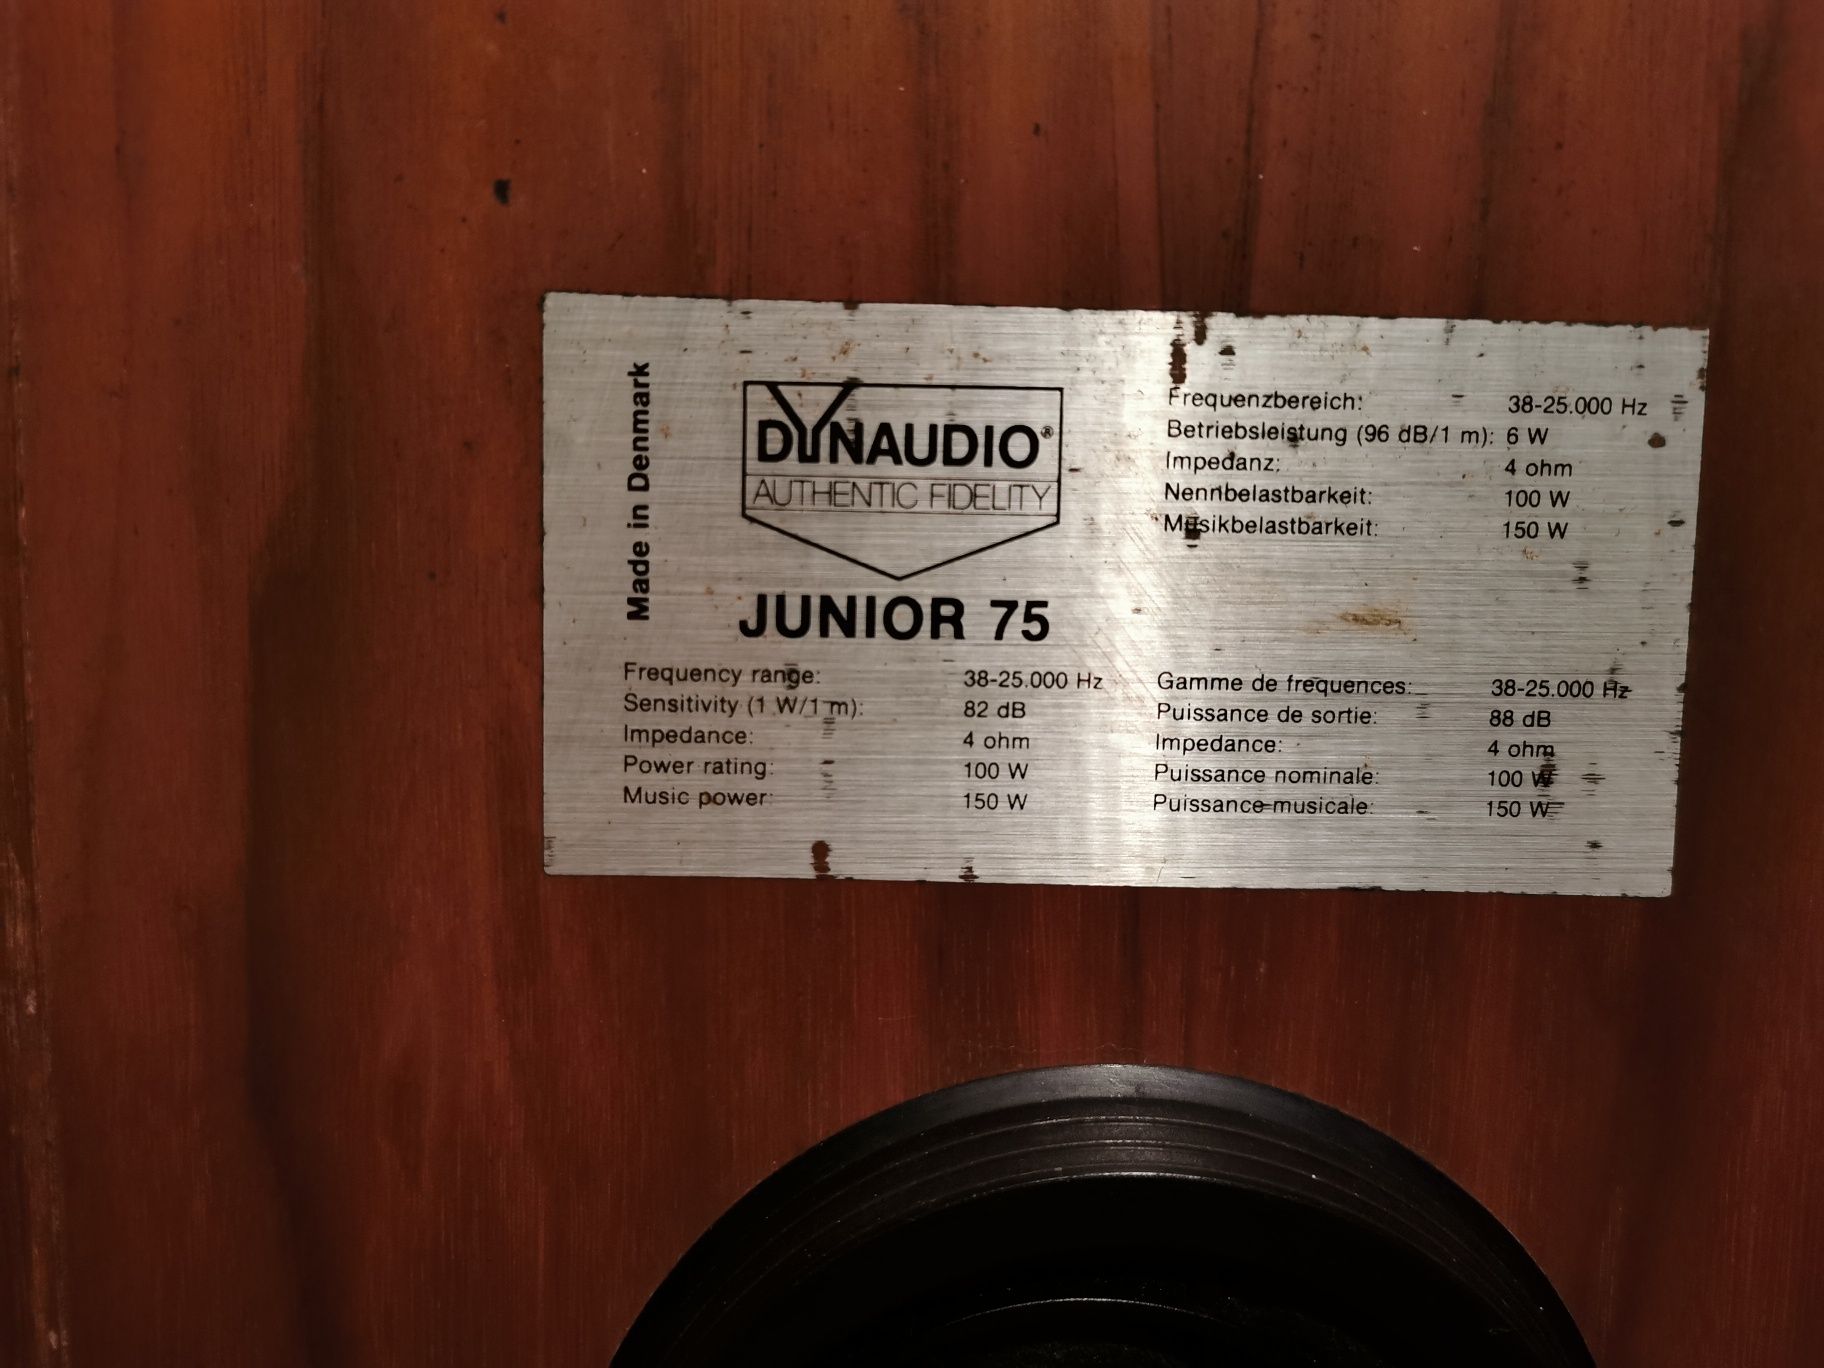 Made in Denmark
DYNAUDIO®
AUTHENTIC FIDELITY
JUNIOR 75
Frequenzbereich: 38-25.000 Hz
Betriebsleistung (96 dB/1 m): 6 W
Impedanz: 4 ohm
Nennbelastbarkeit: 100 W
Musikbelastbarkeit: 150 W
Frequency range: 38-25.000 Hz
Sensitivity (1 W/1 m): 82 dB
Impedance: 4 ohm
Power rating: 100 W
Music power: 150 W
Gamme de frequences: 38-25.000 Hz
Puissance de sortie: 88 dB
Impedance: 4 ohm
Puissance nominale: 100 W
Puissance musicale: 150 W